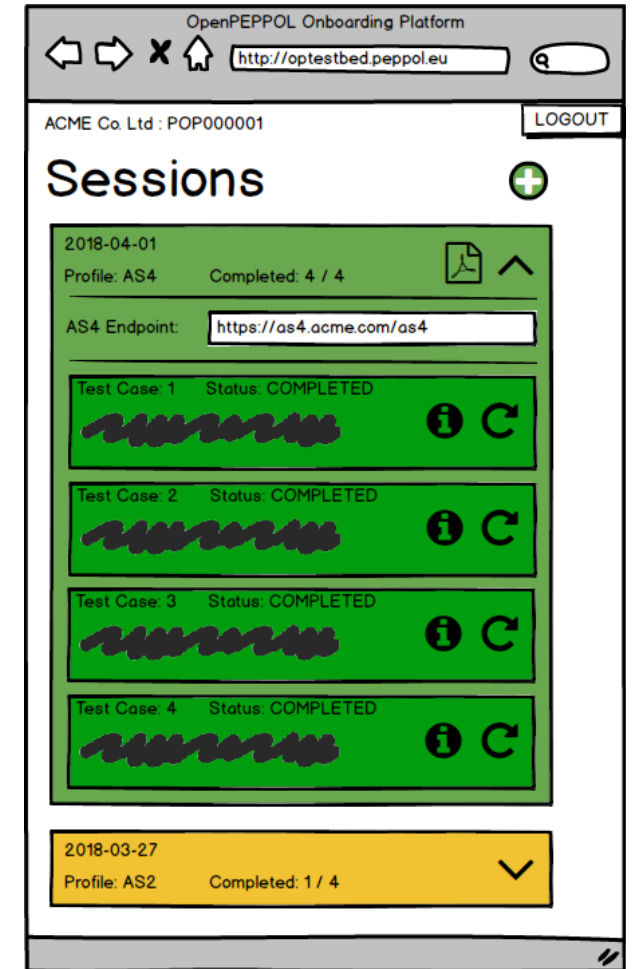 OpenPEPPOL Onboarding Platform
http://optestbed.peppol.eu
ACME Co. Ltd : POP000001
LOGOUT
Sessions
2018-04-01
Profile: AS4 Completed: 4 / 4
AS4 Endpoint: https://as4.acme.com/as4
Test Case: 1 Status: COMPLETED
Test Case: 2 Status: COMPLETED
Test Case: 3 Status: COMPLETED
Test Case: 4 Status: COMPLETED
2018-03-27
Profile: AS2 Completed: 1 / 4